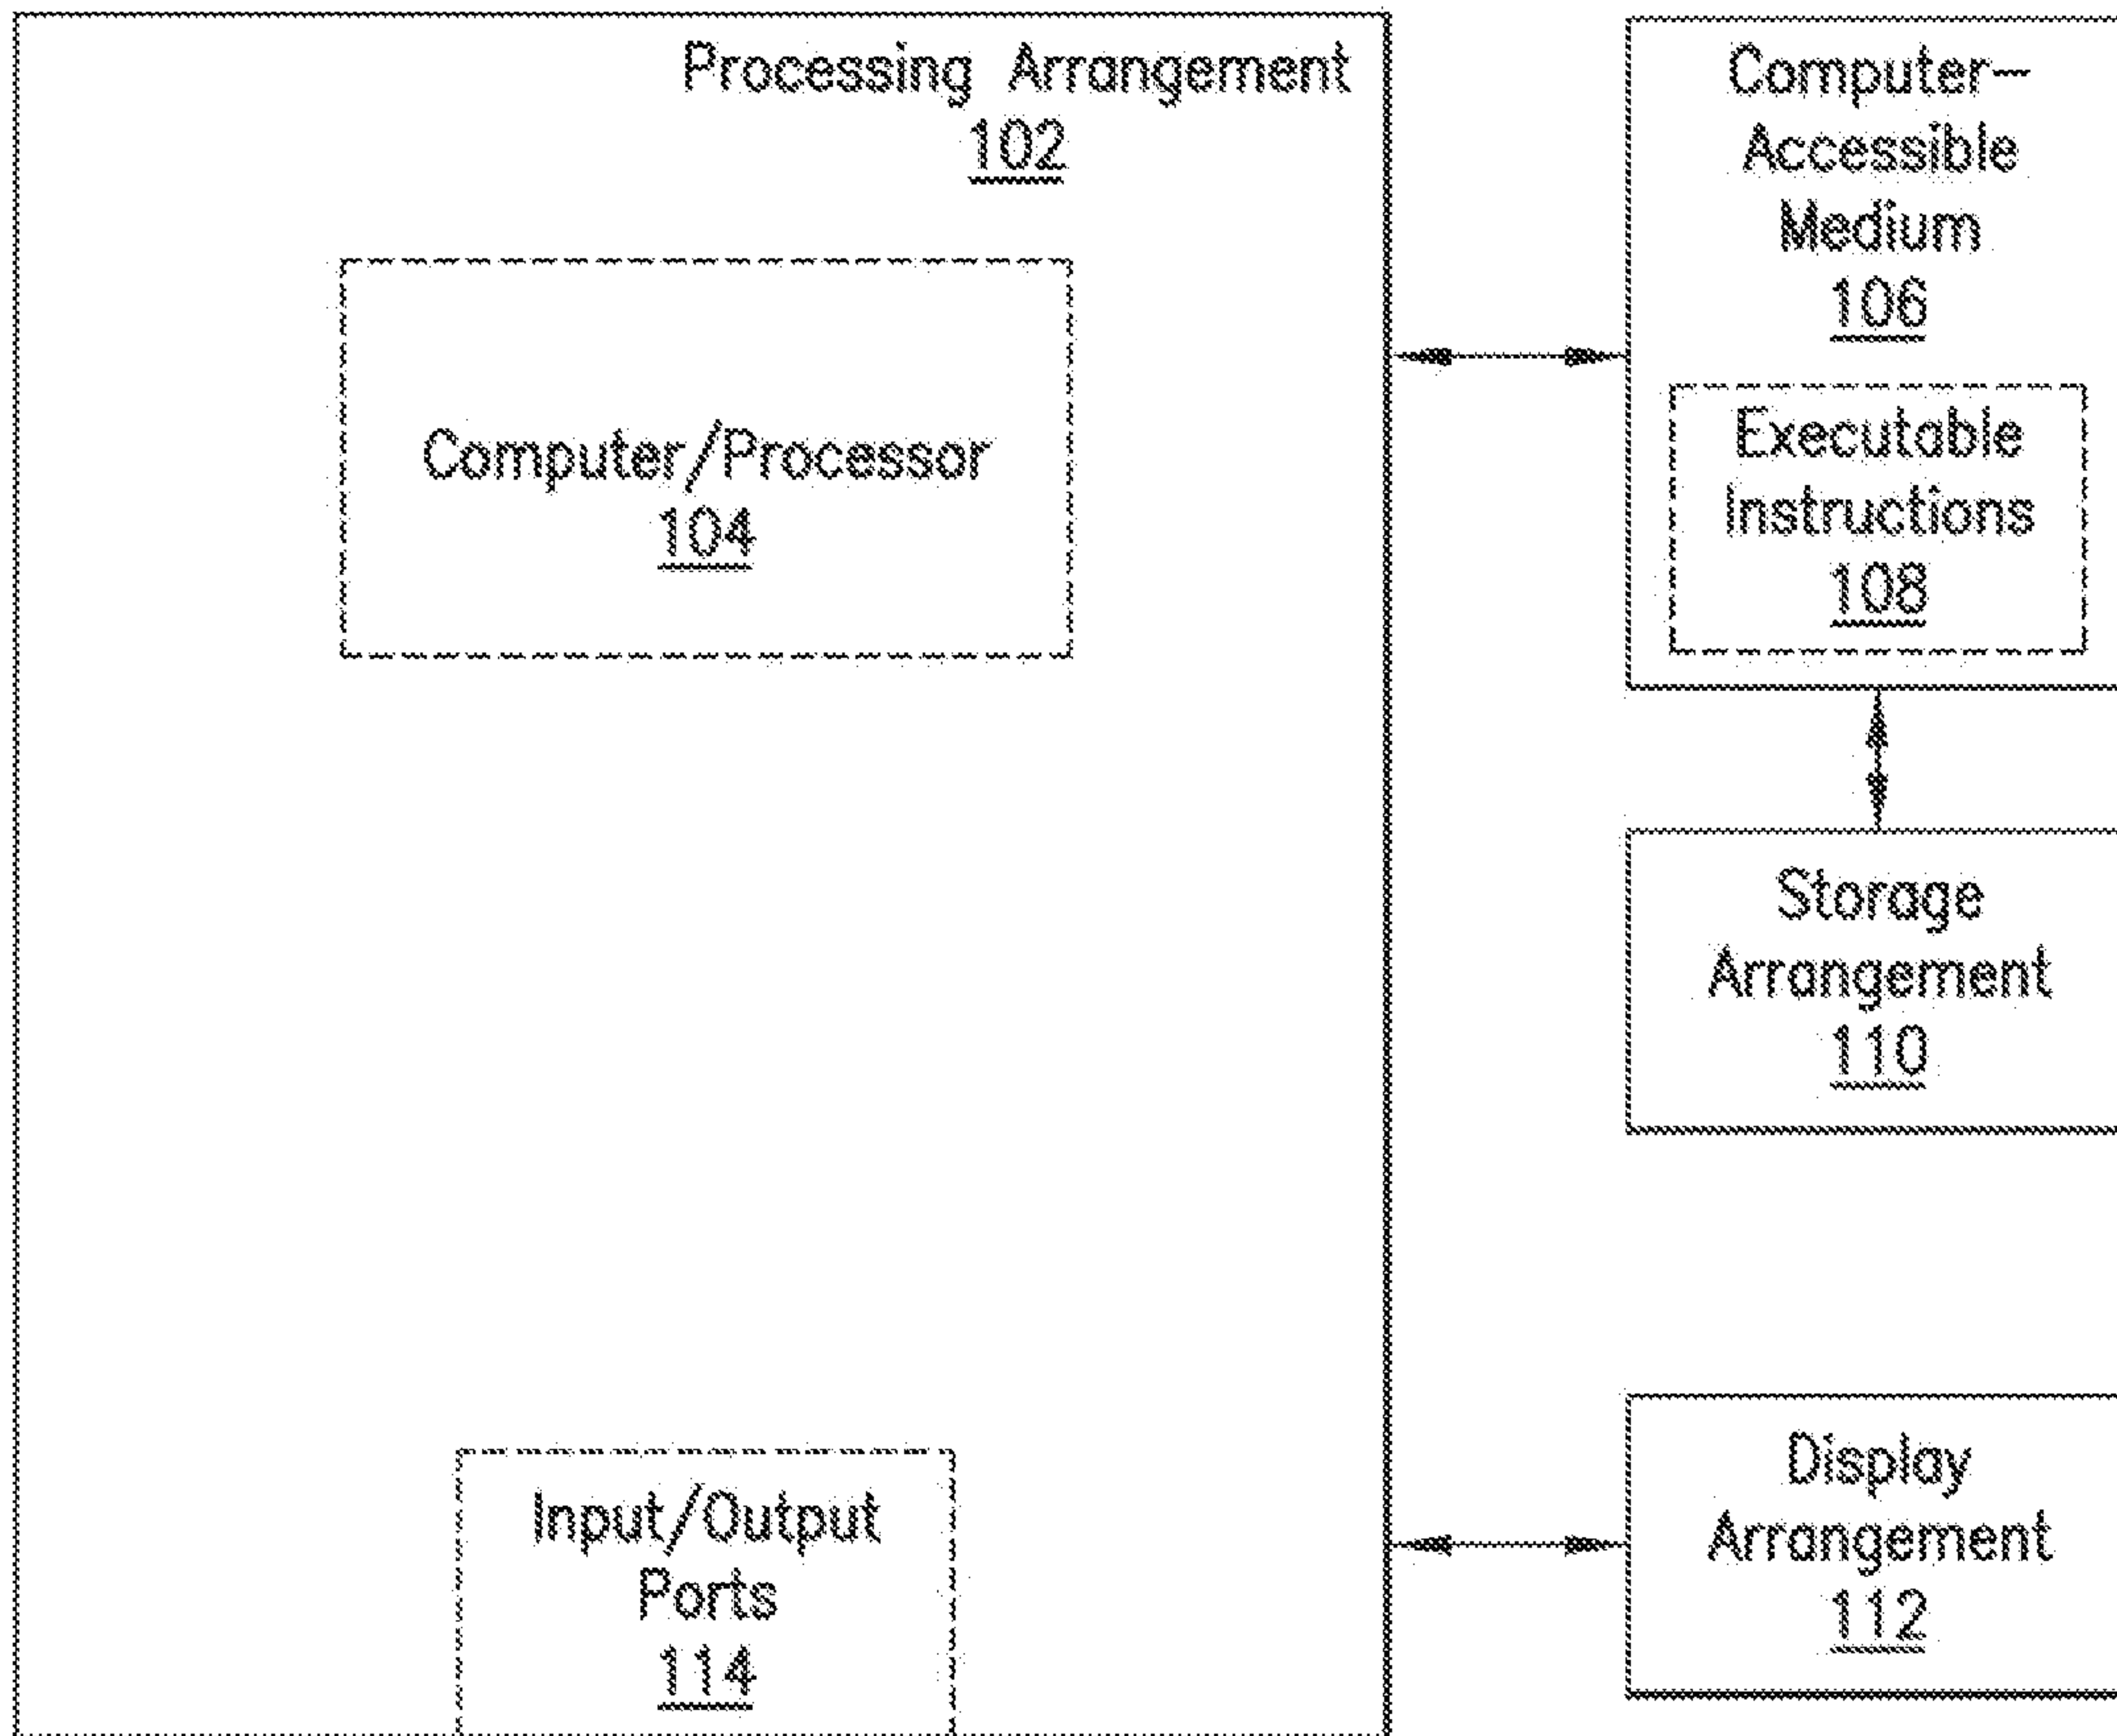 Processing Arrangement
102
Computer/Processor
104
Input/Output
Ports
114
Computer-
Accessible
Medium
106
Executable
Instructions
108
Storage
Arrangement
110
Display
Arrangement
112